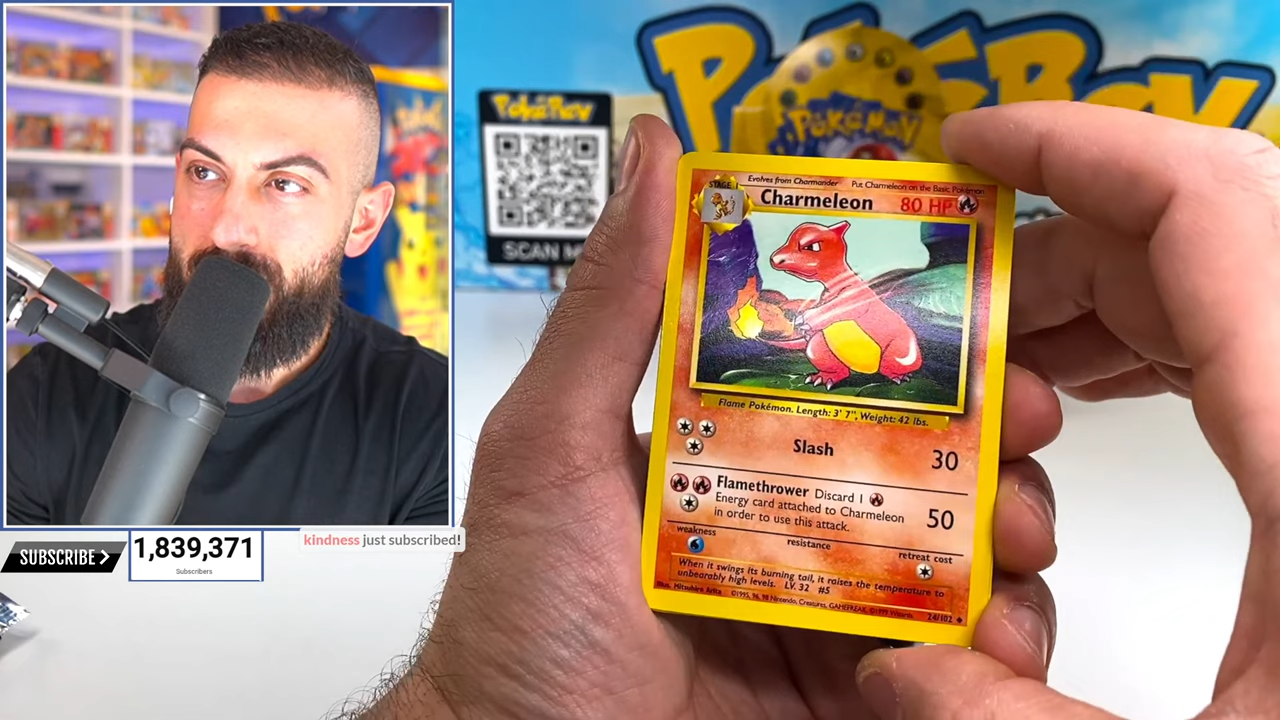 PokéRev
Pokémon
PokéRev
SCAN M
STAGE 1
Evolves from Charmander
Put Charmeleon on the Basic Pokémon
Charmeleon
80 HP
Flame Pokémon. Length: 3' 7", Weight: 42 lbs.
Slash
30
Flamethrower Discard 1
Energy card attached to Charmeleon
in order to use this attack.
50
weakness
resistance
retreat cost
When it swings its burning tail, it raises the temperature to
unbearably high levels. LV. 32 #5
Illus. Mitsuhiro Arita
©1995, 96, 98 Nintendo, Creatures, GAMEFREAK. ©1999 Wizards.
24/102
SUBSCRIBE >
1,839,371
Subscribers
kindness just subscribed!